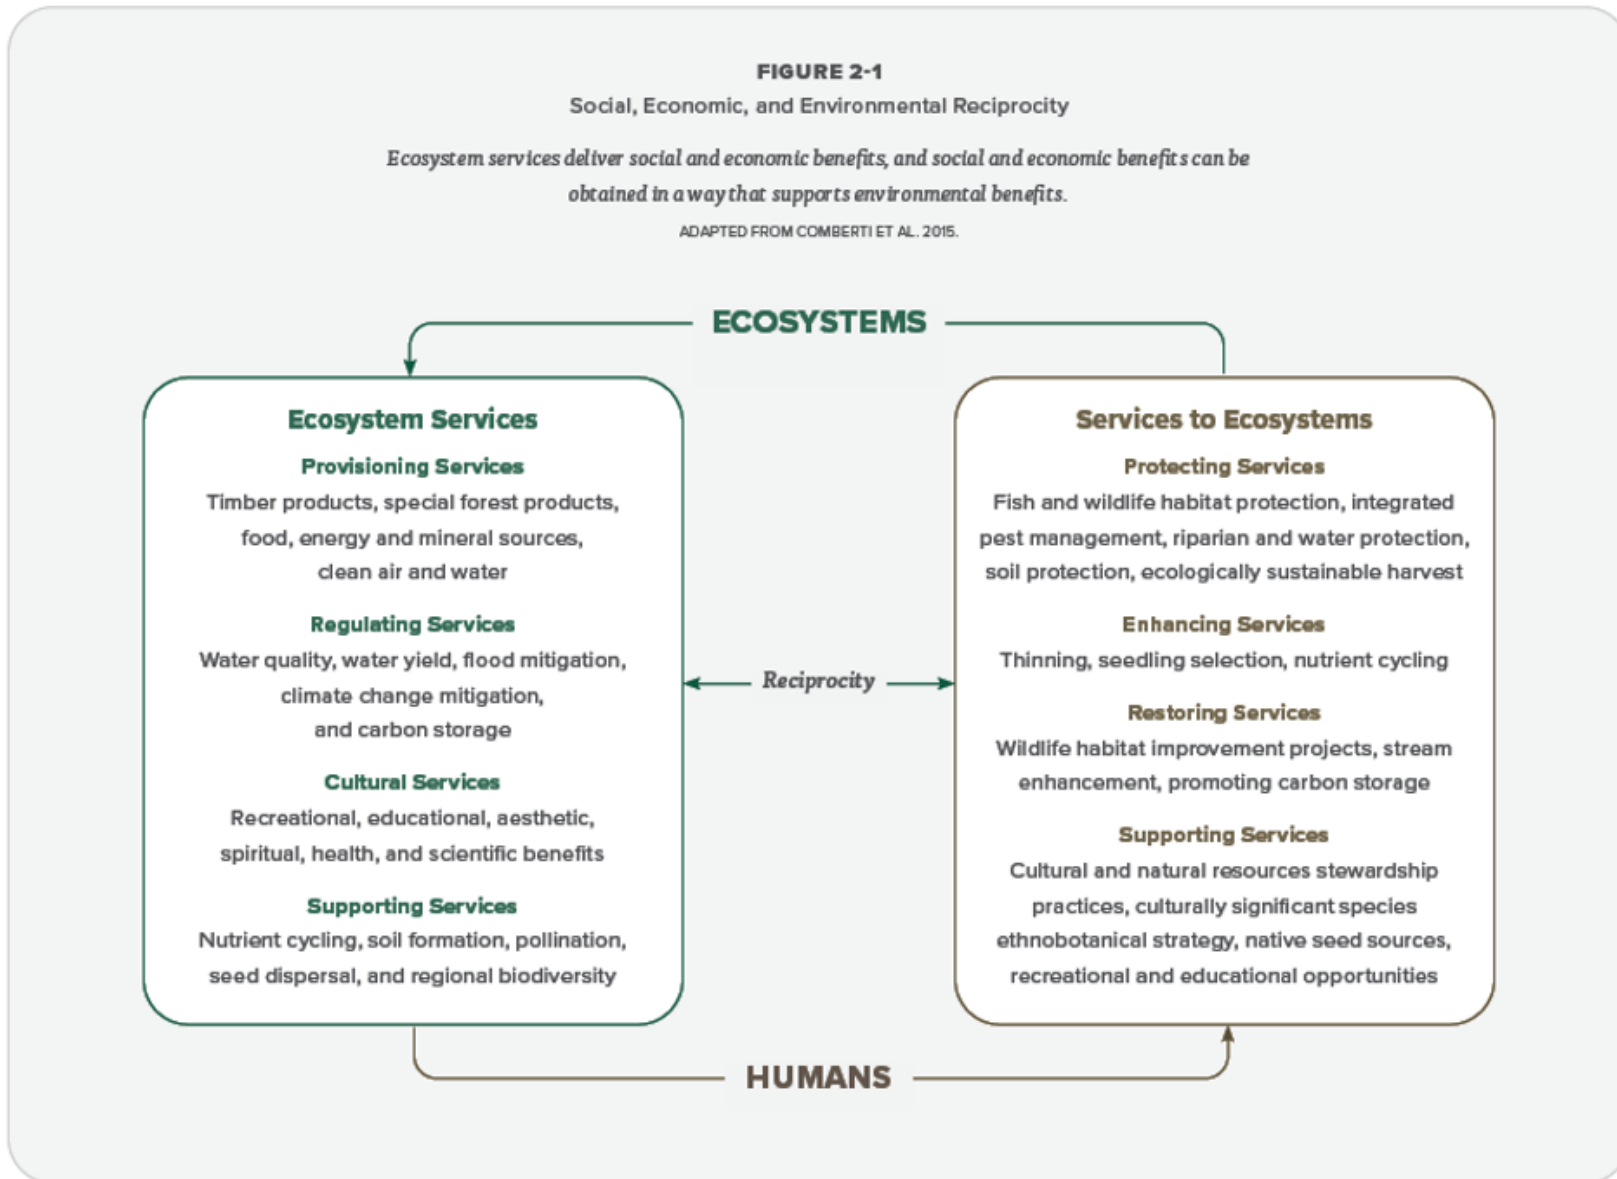 FIGURE 2-1
Social, Economic, and Environmental Reciprocity
Ecosystem services deliver social and economic benefits, and social and economic benefits can be
obtained in a way that supports environmental benefits.
ADAPTED FROM COMBERTI ET AL. 2015.
ECOSYSTEMS
Ecosystem Services
Provisioning Services
Timber products, special forest products,
food, energy and mineral sources,
clean air and water
Regulating Services
Water quality, water yield, flood mitigation,
climate change mitigation,
and carbon storage
Cultural Services
Recreational, educational, aesthetic,
spiritual, health, and scientific benefits
Supporting Services
Nutrient cycling, soil formation, pollination,
seed dispersal, and regional biodiversity
Reciprocity
Services to Ecosystems
Protecting Services
Fish and wildlife habitat protection, integrated
pest management, riparian and water protection,
soil protection, ecologically sustainable harvest
Enhancing Services
Thinning, seedling selection, nutrient cycling
Restoring Services
Wildlife habitat improvement projects, stream
enhancement, promoting carbon storage
Supporting Services
Cultural and natural resources stewardship
practices, culturally significant species
ethnobotanical strategy, native seed sources,
recreational and educational opportunities
HUMANS